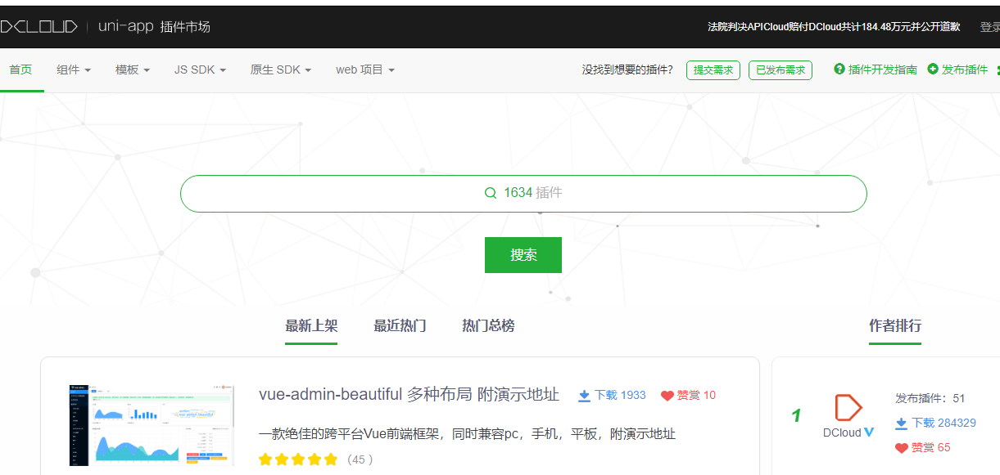 DCLOUD | uni-app 插件市场 法院判决APICloud赔付DCloud共计184.48万元并公开道歉 登录
首页 组件 模板 JS SDK 原生 SDK web 项目 没找到想要的插件? 提交需求 已发布需求 插件开发指南 发布插件
1634 插件
搜索
最新上架 最近热门 热门总榜 作者排行
vue-admin-beautiful 多种布局 附演示地址 下载 1933 赞赏 10
一款绝佳的跨平台Vue前端框架，同时兼容pc，手机，平板，附演示地址
(45 )
1
DCloud V
发布插件：51
下载 284329
赞赏 65